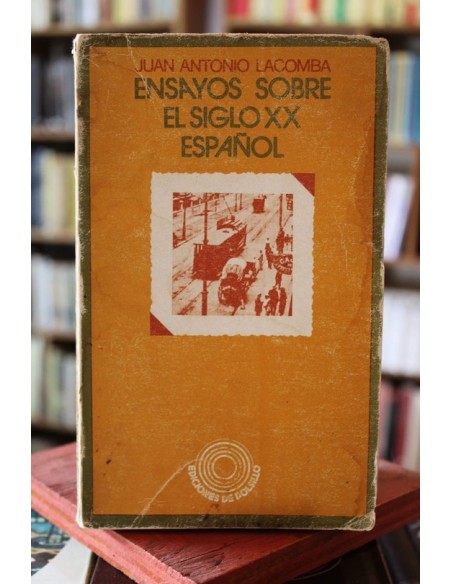 JUAN ANTONIO LACOMBA
ENSAYOS SOBRE
EL SIGLO XX
ESPAÑOL
EDICIONES DE BOLSILLO